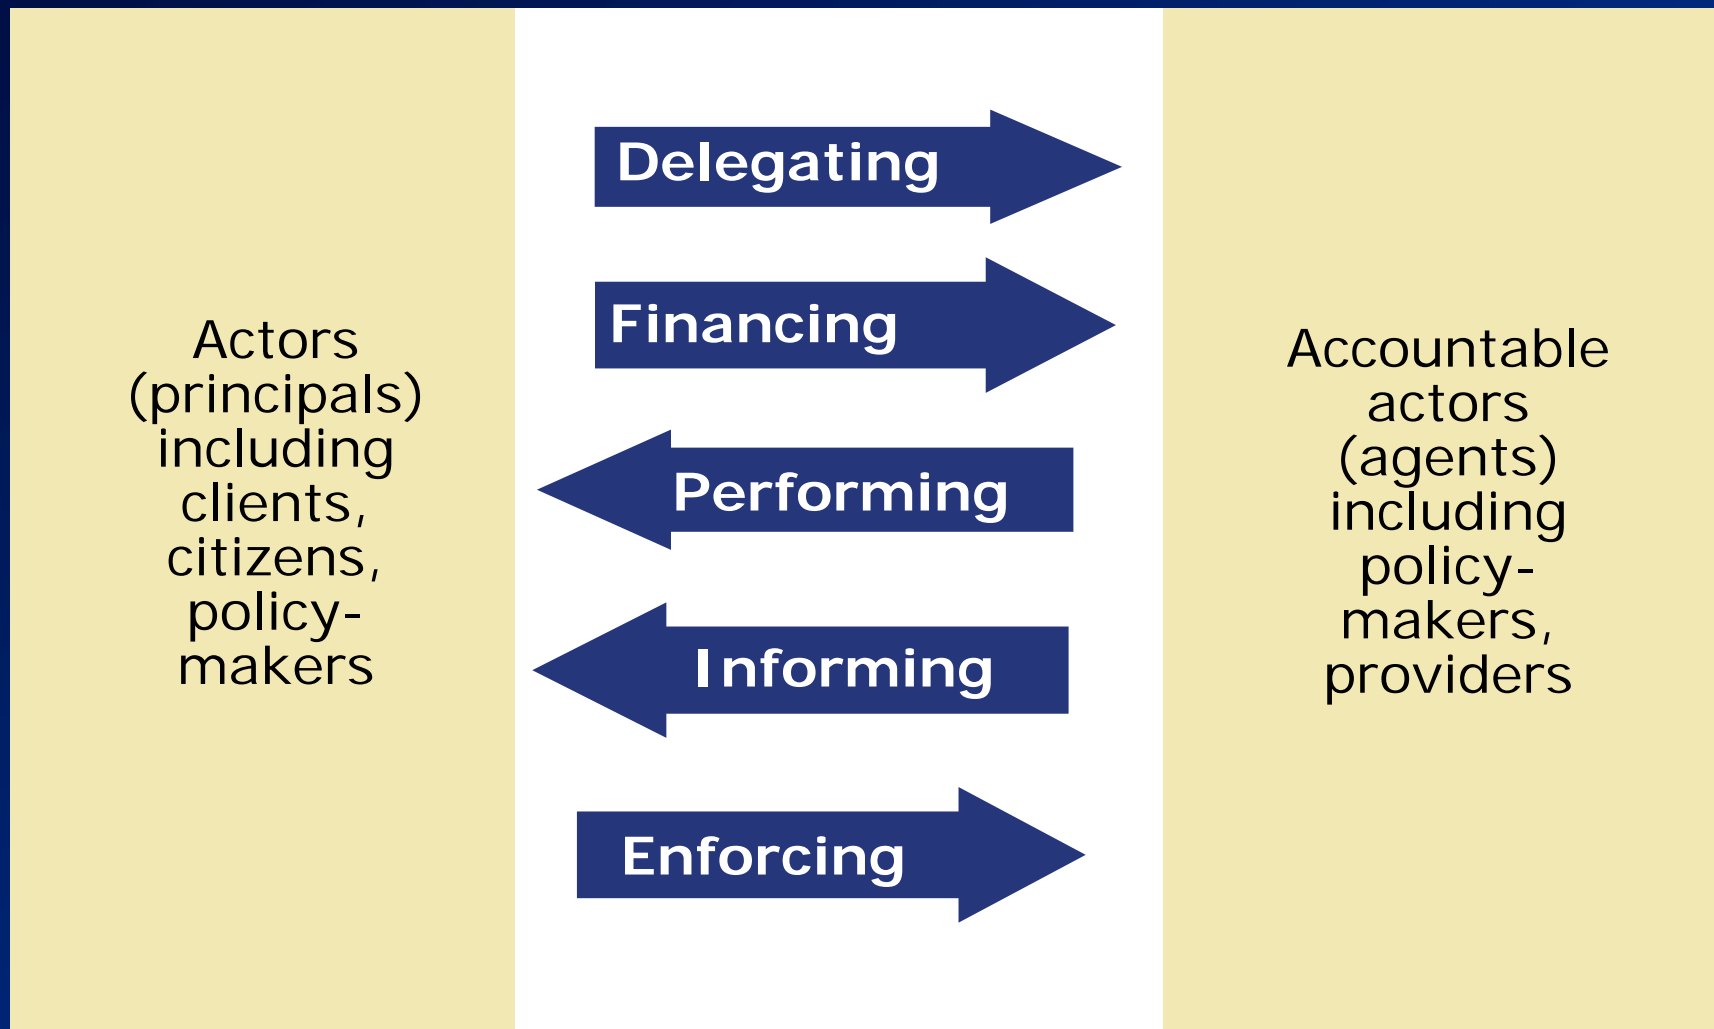 Actors
(principals)
including
clients,
citizens,
policy-
makers
Delegating
Financing
Performing
Informing
Enforcing
Accountable
actors
(agents)
including
policy-
makers,
providers